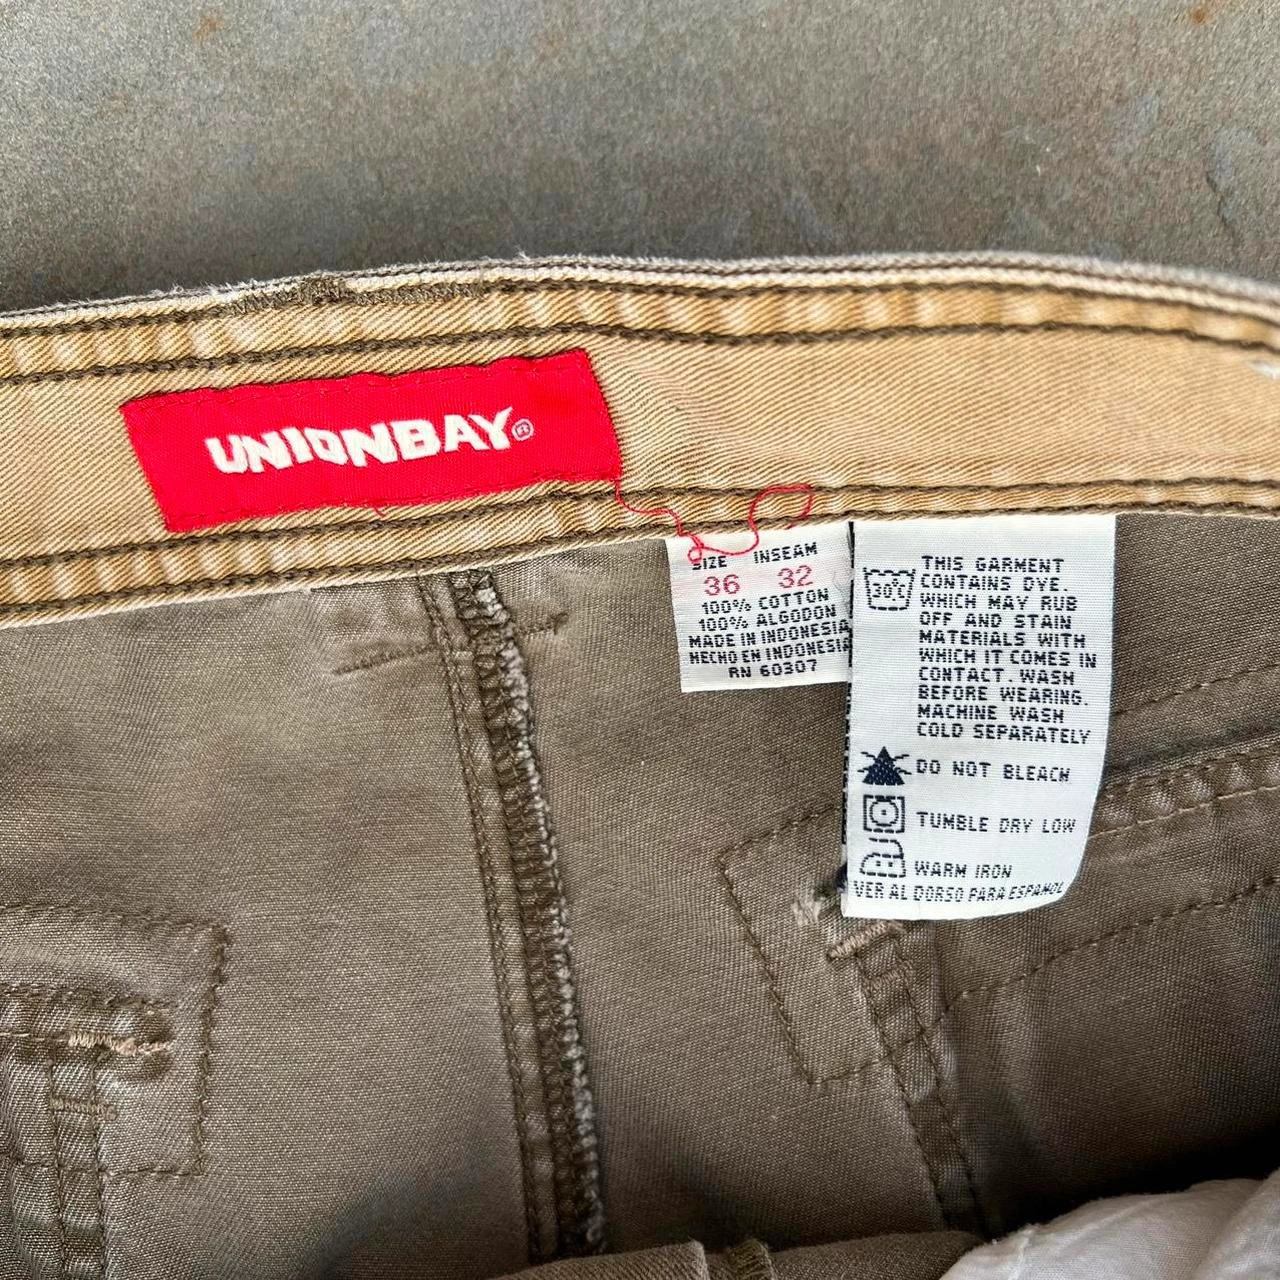 UNIONBAY®
SIZE INSEAM
36 32
100% COTTON
100% ALGODON
MADE IN INDONESIA
HECHO EN INDONESIA
RN 60307
30°C
THIS GARMENT
CONTAINS DYE.
WHICH MAY RUB
OFF AND STAIN
MATERIALS WITH
WHICH IT COMES IN
CONTACT. WASH
BEFORE WEARING.
MACHINE WASH
COLD SEPARATELY
DO NOT BLEACH
TUMBLE DRY LOW
WARM IRON
VER AL DORSO PARA ESPAÑOL